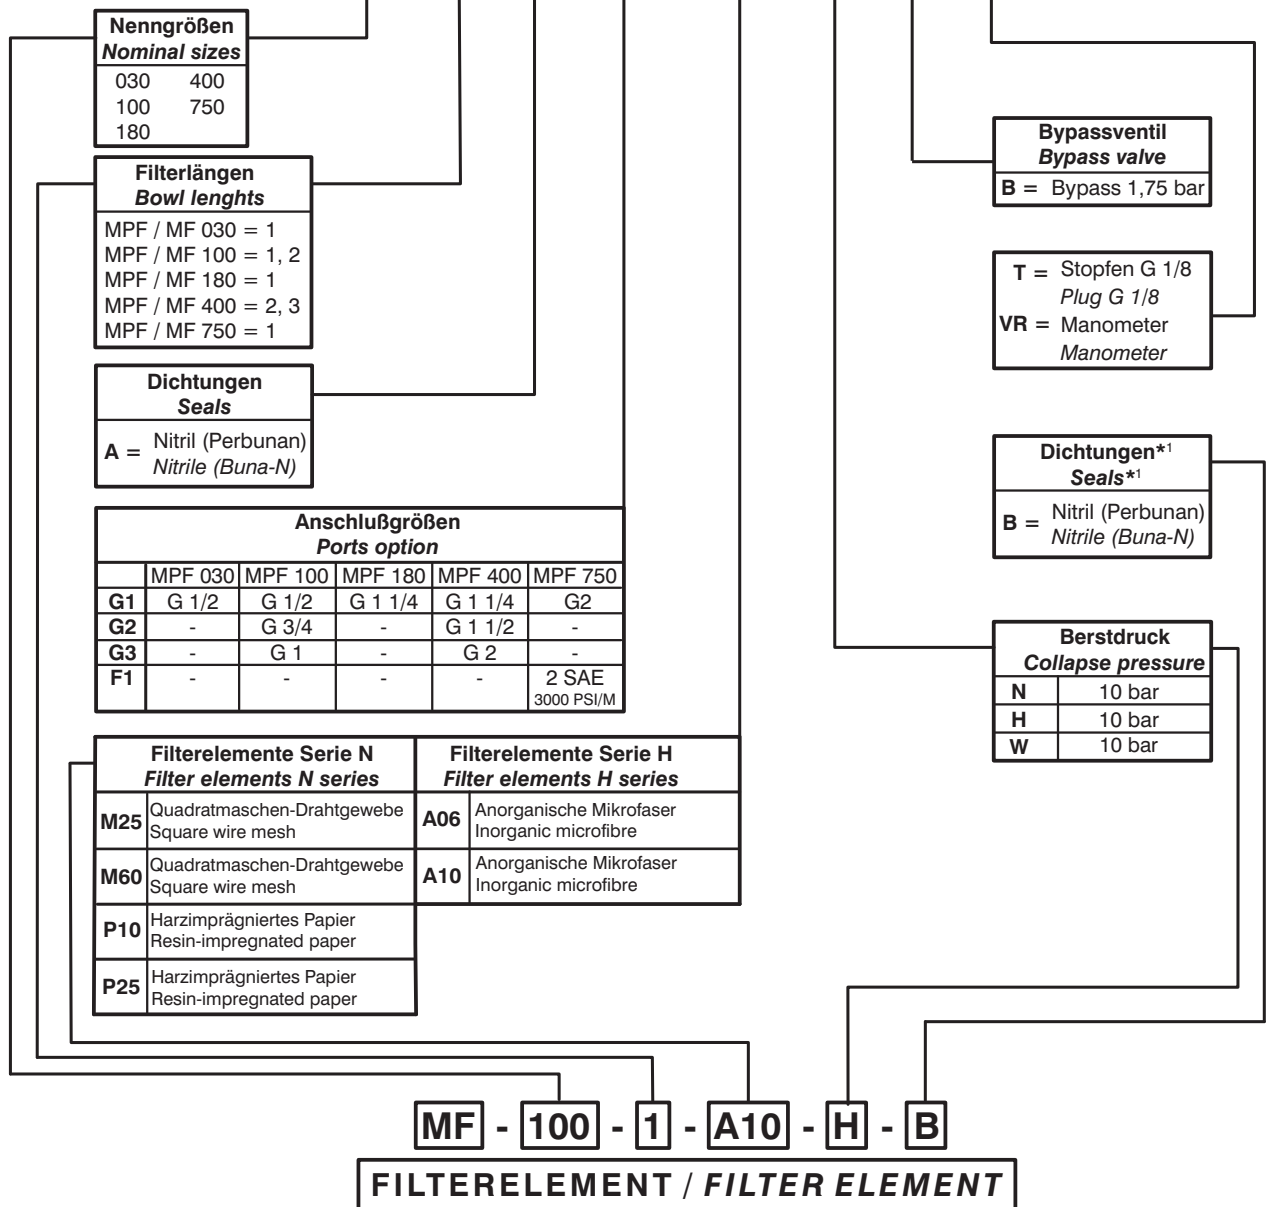 Nenngrößen
Nominal sizes
030 400
100 750
180
Filterlängen
Bowl lenghts
MPF / MF 030 = 1
MPF / MF 100 = 1, 2
MPF / MF 180 = 1
MPF / MF 400 = 2, 3
MPF / MF 750 = 1
Dichtungen
Seals
A = Nitril (Perbunan)
Nitrile (Buna-N)
Anschlußgrößen
Ports option
MPF 030 MPF 100 MPF 180 MPF 400 MPF 750
G1 G 1/2 G 1/2 G 1 1/4 G 1 1/4 G2
G2 - G 3/4 - G 1 1/2 -
G3 - G 1 - G 2 -
F1 - - - - 2 SAE
3000 PSI/M
Filterelemente Serie N
Filter elements N series
M25 Quadratmaschen-Drahtgewebe
Square wire mesh
M60 Quadratmaschen-Drahtgewebe
Square wire mesh
P10 Harzimprägniertes Papier
Resin-impregnated paper
P25 Harzimprägniertes Papier
Resin-impregnated paper
Filterelemente Serie H
Filter elements H series
A06 Anorganische Mikrofaser
Inorganic microfibre
A10 Anorganische Mikrofaser
Inorganic microfibre
Bypassventil
Bypass valve
B = Bypass 1,75 bar
T = Stopfen G 1/8
Plug G 1/8
VR = Manometer
Manometer
Dichtungen*1
Seals*1
B = Nitril (Perbunan)
Nitrile (Buna-N)
Berstdruck
Collapse pressure
N 10 bar
H 10 bar
W 10 bar
MF - 100 - 1 - A10 - H - B
FILTERELEMENT / FILTER ELEMENT